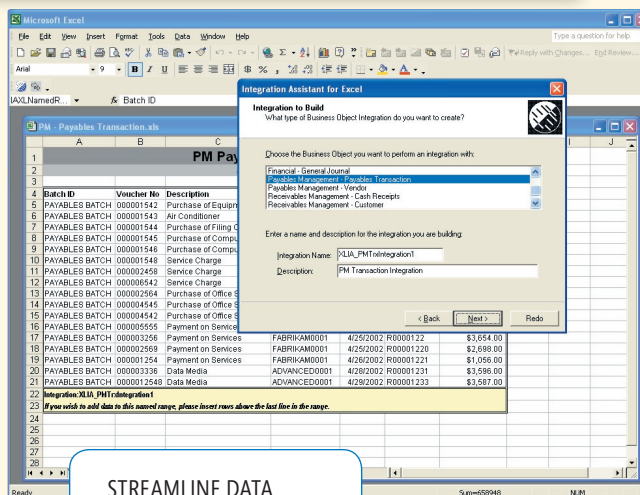 Microsoft Excel
File Edit View Insert Format Tools Data Window Help
Type a question for help
Reply with Changes... End Review...
Arial 9 B I U $ % ,
IAXLNamedR... fx Batch ID
PM - Payables Transaction.xls
A B C I J
1 PM Pay
2
3
4 Batch ID Voucher No Description
5 PAYABLES BATCH 000001542 Purchase of Equipm
6 PAYABLES BATCH 000001543 Air Conditioner
7 PAYABLES BATCH 000001544 Purchase of Filing C
8 PAYABLES BATCH 000001545 Purchase of Compu
9 PAYABLES BATCH 000001546 Purchase of Compu
10 PAYABLES BATCH 000001548 Service Charge
11 PAYABLES BATCH 000002458 Service Charge
12 PAYABLES BATCH 000006542 Service Charge
13 PAYABLES BATCH 000002564 Purchase of Office S
14 PAYABLES BATCH 000004545 Purchase of Office S
15 PAYABLES BATCH 000004542 Purchase of Office S
16 PAYABLES BATCH 000005555 Payment on Service
17 PAYABLES BATCH 000003256 Payment on Services FABRIKAM0001 4/25/2002 R00001122 $3,654.00
18 PAYABLES BATCH 000002569 Payment on Services FABRIKAM0001 4/25/2002 R00001220 $2,698.00
19 PAYABLES BATCH 000001254 Payment on Services FABRIKAM0001 4/26/2002 R00001221 $1,056.00
20 PAYABLES BATCH 000003336 Data Media ADVANCED0001 4/28/2002 R00001231 $3,596.00
21 PAYABLES BATCH 0000012548 Data Media ADVANCED0001 4/29/2002 R00001233 $3,587.00
22 Integration:XLIA_PMTrxIntegration1
23 If you wish to add data to this named range, please insert rows above the last line in the range.
24
25
26
27
28
Integration Assistant for Excel
Integration to Build
What type of Business Object Integration do you want to create?
Choose the Business Object you want to perform an integration with:
Financial - General Journal
Payables Management - Payables Transaction
Payables Management - Vendor
Receivables Management - Cash Receipts
Receivables Management - Customer
Enter a name and description for the integration you are building:
Integration Name: XLIA_PMTrxIntegration1
Description: PM Transaction Integration
< Back Next > Redo
STREAMLINE DATA
Ready Sum=658948 NUM